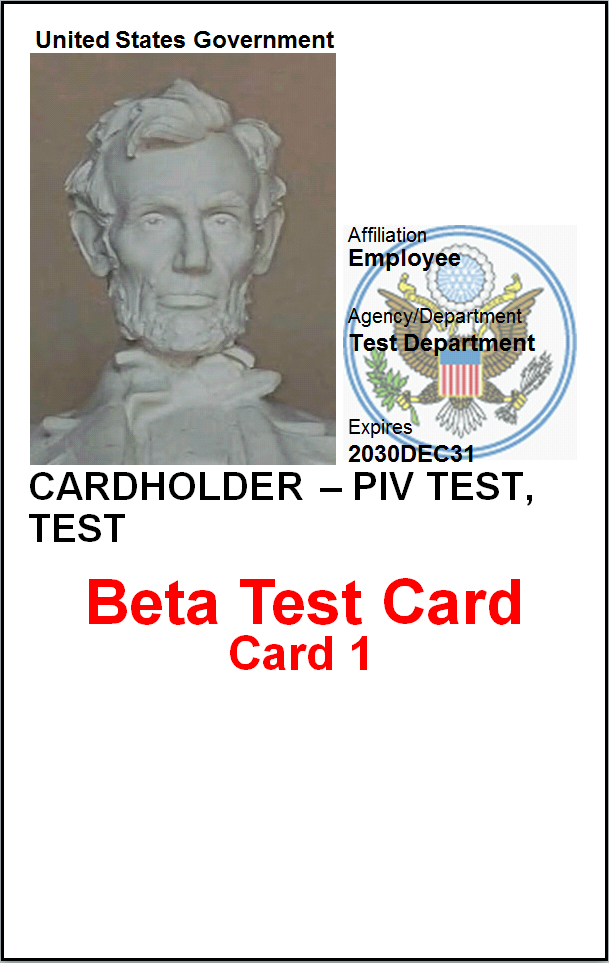 United States Government
Affiliation
Employee
Agency/Department
Test Department
Expires
2030DEC31
CARDHOLDER – PIV TEST,
TEST
Beta Test Card
Card 1